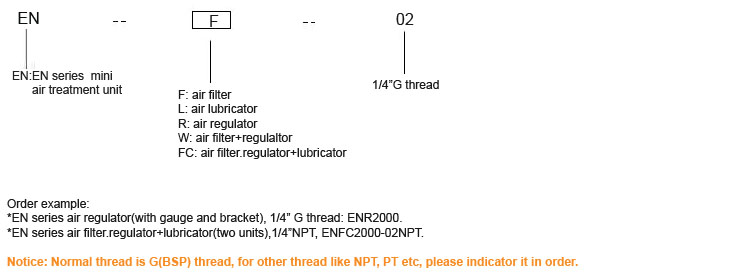 EN -- F -- 02
EN:EN series mini
air treatment unit
1/4”G thread
F: air filter
L: air lubricator
R: air regulator
W: air filter+regulaltor
FC: air filter.regulator+lubricator
Order example:
*EN series air regulator(with gauge and bracket), 1/4” G thread: ENR2000.
*EN series air filter.regulator+lubricator(two units),1/4”NPT, ENFC2000-02NPT.
Notice: Normal thread is G(BSP) thread, for other thread like NPT, PT etc, please indicator it in order.